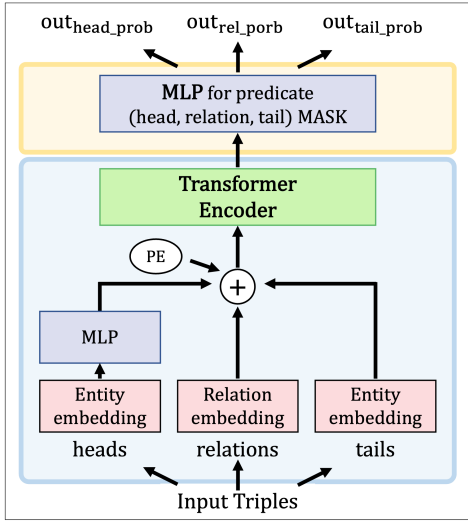 out_head_prob out_rel_porb out_tail_prob
MLP for predicate
(head, relation, tail) MASK
Transformer
Encoder
PE
+
MLP
Entity
embedding
Relation
embedding
Entity
embedding
heads relations tails
Input Triples